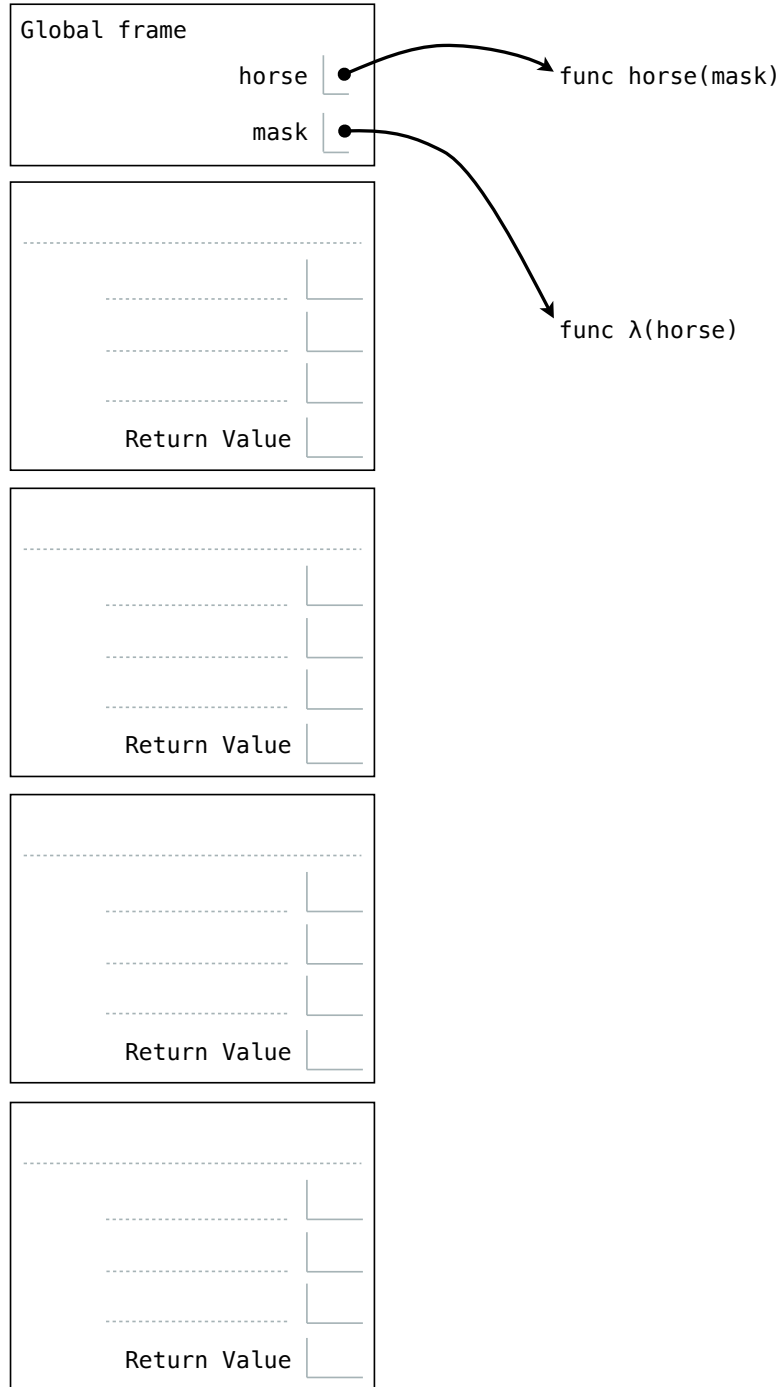 Global frame
horse
func horse(mask)
mask
func λ(horse)
Return Value
Return Value
Return Value
Return Value